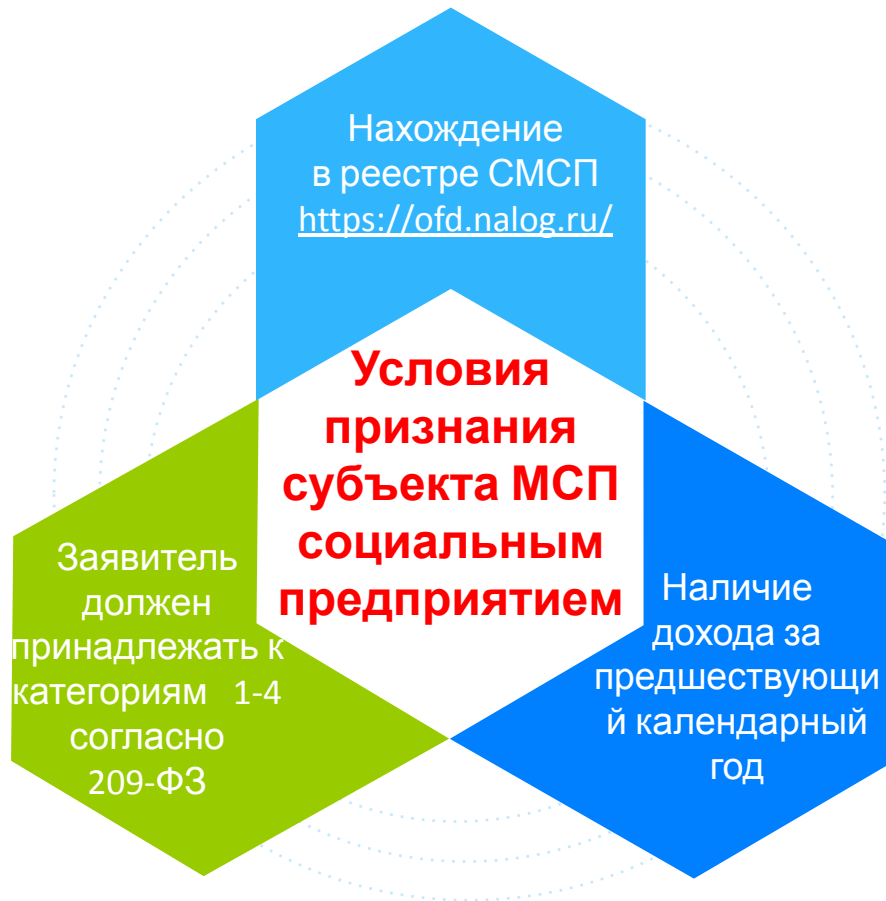 Нахождение
в реестре СМСП
https://ofd.nalog.ru/
Условия
признания
субъекта МСП
социальным
предприятием
Заявитель
должен
принадлежать к
категориям 1-4
согласно
209-ФЗ
Наличие
дохода за
предшествующи
й календарный
год